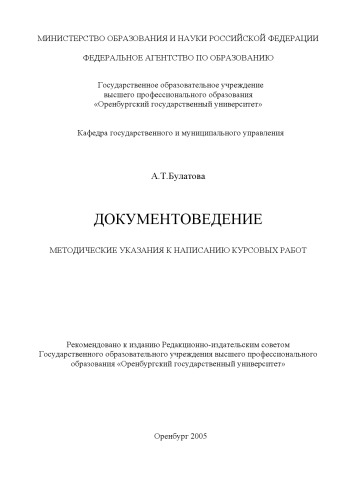 МИНИСТЕРСТВО ОБРАЗОВАНИЯ И НАУКИ РОССИЙСКОЙ ФЕДЕРАЦИИ
ФЕДЕРАЛЬНОЕ АГЕНТСТВО ПО ОБРАЗОВАНИЮ
Государственное образовательное учреждение
высшего профессионального образования
«Оренбургский государственный университет»
Кафедра государственного и муниципального управления
А.Т.Булатова
ДОКУМЕНТОВЕДЕНИЕ
МЕТОДИЧЕСКИЕ УКАЗАНИЯ К НАПИСАНИЮ КУРСОВЫХ РАБОТ
Рекомендовано к изданию Редакционно-издательским советом
Государственного образовательного учреждения высшего профессионального
образования «Оренбургский государственный университет»
Оренбург 2005